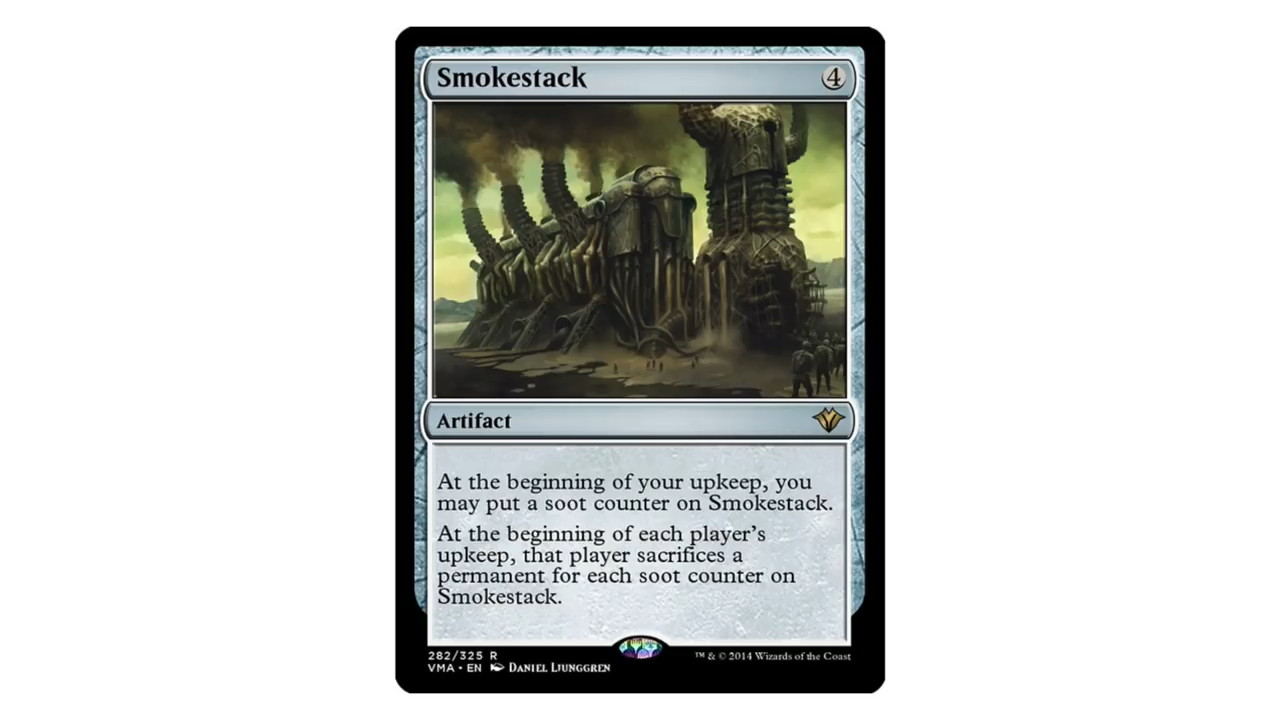 Smokestack 4
Artifact
At the beginning of your upkeep, you
may put a soot counter on Smokestack.
At the beginning of each player's
upkeep, that player sacrifices a
permanent for each soot counter on
Smokestack.
282/325 R
VMA • EN Daniel Ljunggren
™ & © 2014 Wizards of the Coast